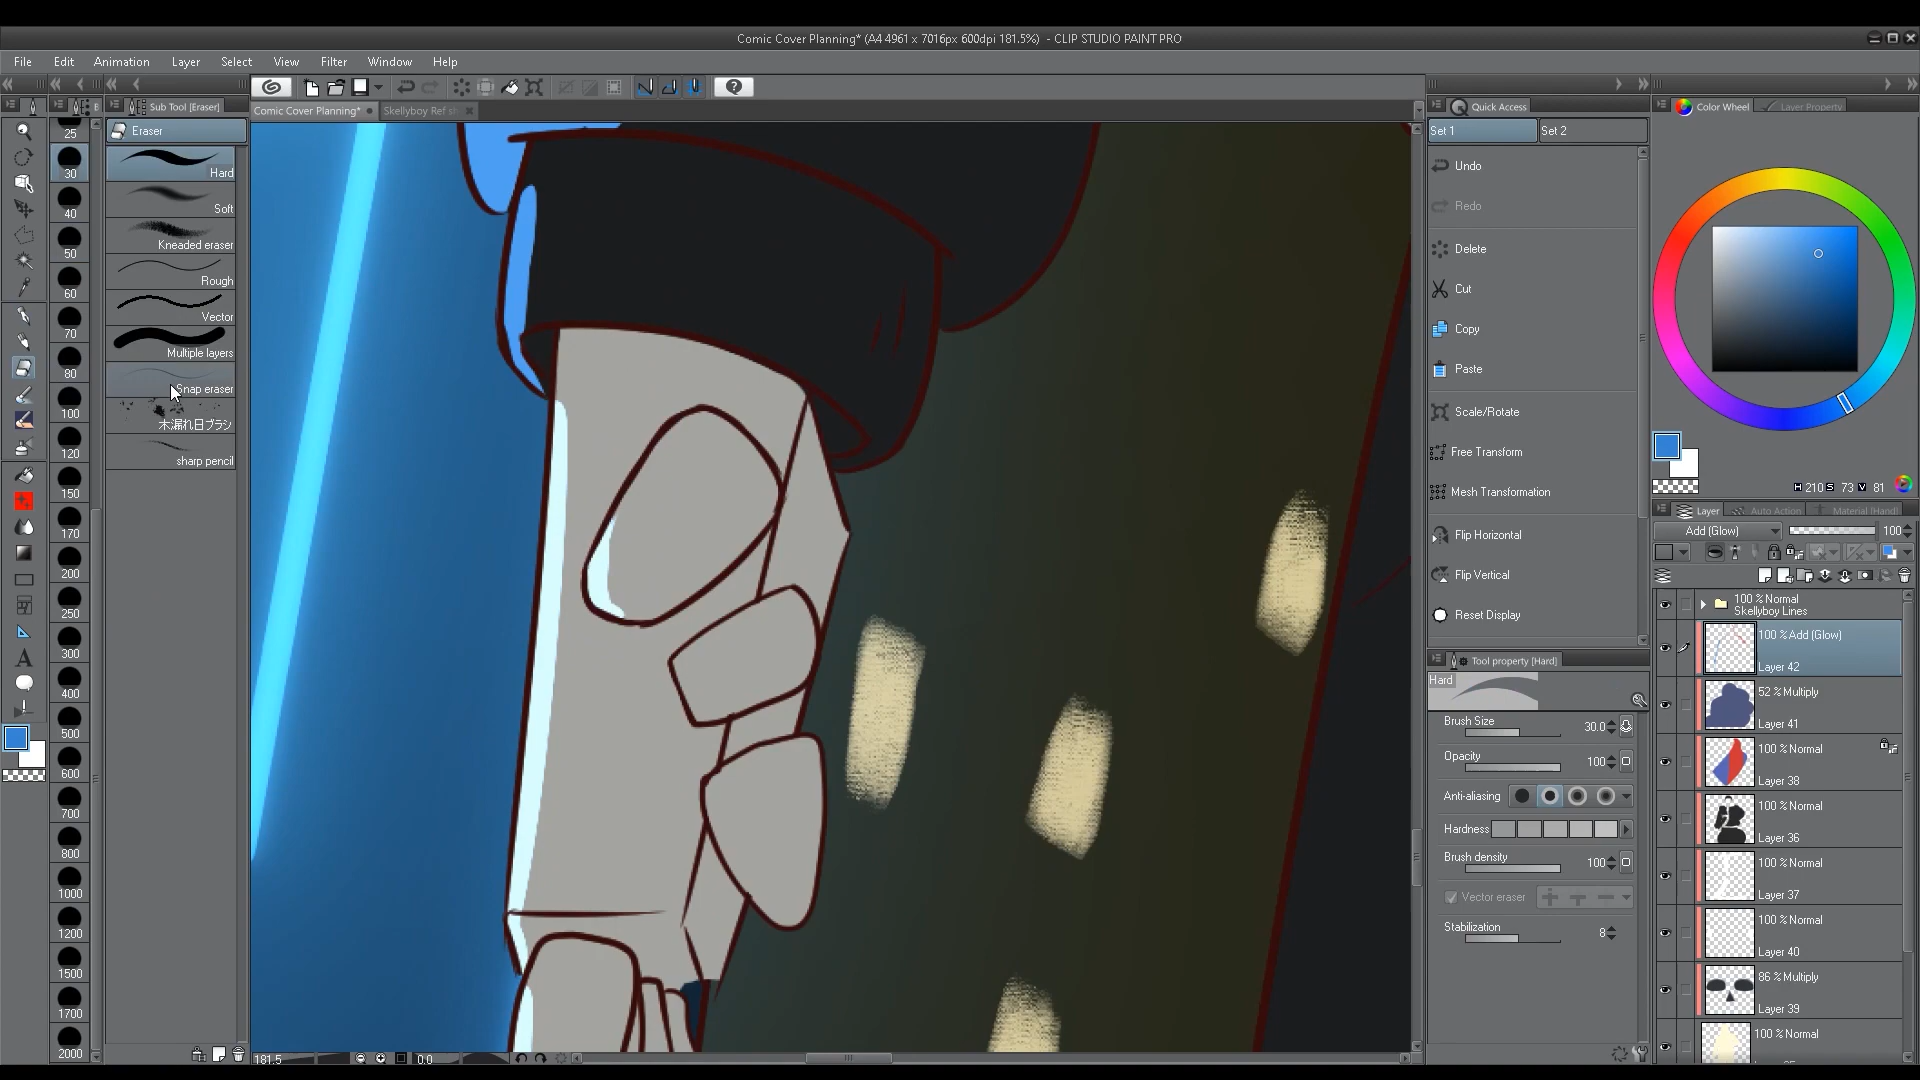 Comic Cover Planning* (A4 4961 x 7016px 600dpi 181.5%) - CLIP STUDIO PAINT PRO
File Edit Animation Layer Select View Filter Window Help
Sub Tool [Eraser]
Eraser
Hard
Soft
Kneaded eraser
Rough
Vector
Multiple layers
Snap eraser
木漏れ日ブラシ
sharp pencil
25
30
40
50
60
70
80
100
120
150
170
200
250
300
400
500
600
700
800
1000
1200
1500
1700
2000
Comic Cover Planning*
Skellyboy Ref
181.5
0.0
Quick Access
Set 1
Set 2
Undo
Redo
Delete
Cut
Copy
Paste
Scale/Rotate
Free Transform
Mesh Transformation
Flip Horizontal
Flip Vertical
Reset Display
Tool property [Hard]
Hard
Brush Size 30.0
Opacity 100
Anti-aliasing
Hardness
Brush density 100
Vector eraser
Stabilization 8
Color Wheel
Layer Property
H 210 S 73 V 81
Layer
Auto Action
Material [Hand]
Add (Glow) 100
100 % Normal
Skellyboy Lines
100 % Add (Glow)
Layer 42
52 % Multiply
Layer 41
100 % Normal
Layer 38
100 % Normal
Layer 36
100 % Normal
Layer 37
100 % Normal
Layer 40
86 % Multiply
Layer 39
100 % Normal